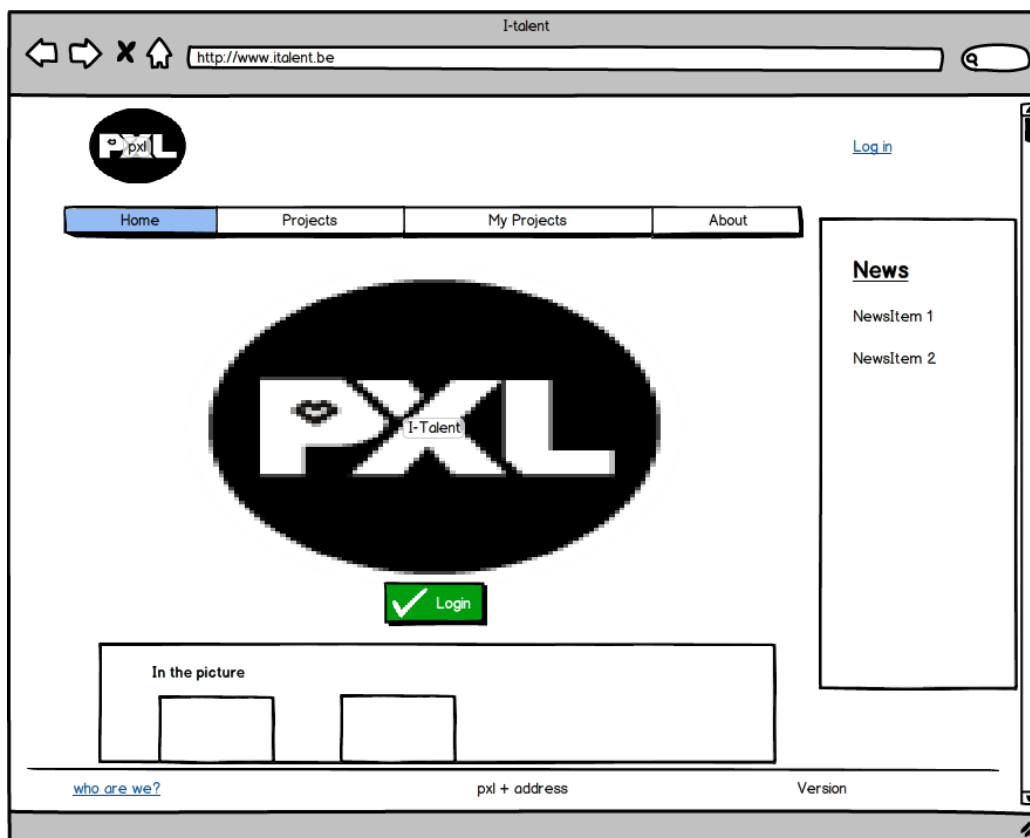 I-talent
http://www.italent.be
PXL
pxl
Log in
Home Projects My Projects About
News
NewsItem 1
NewsItem 2
PXL
I-Talent
Login
In the picture
who are we? pxl + address Version